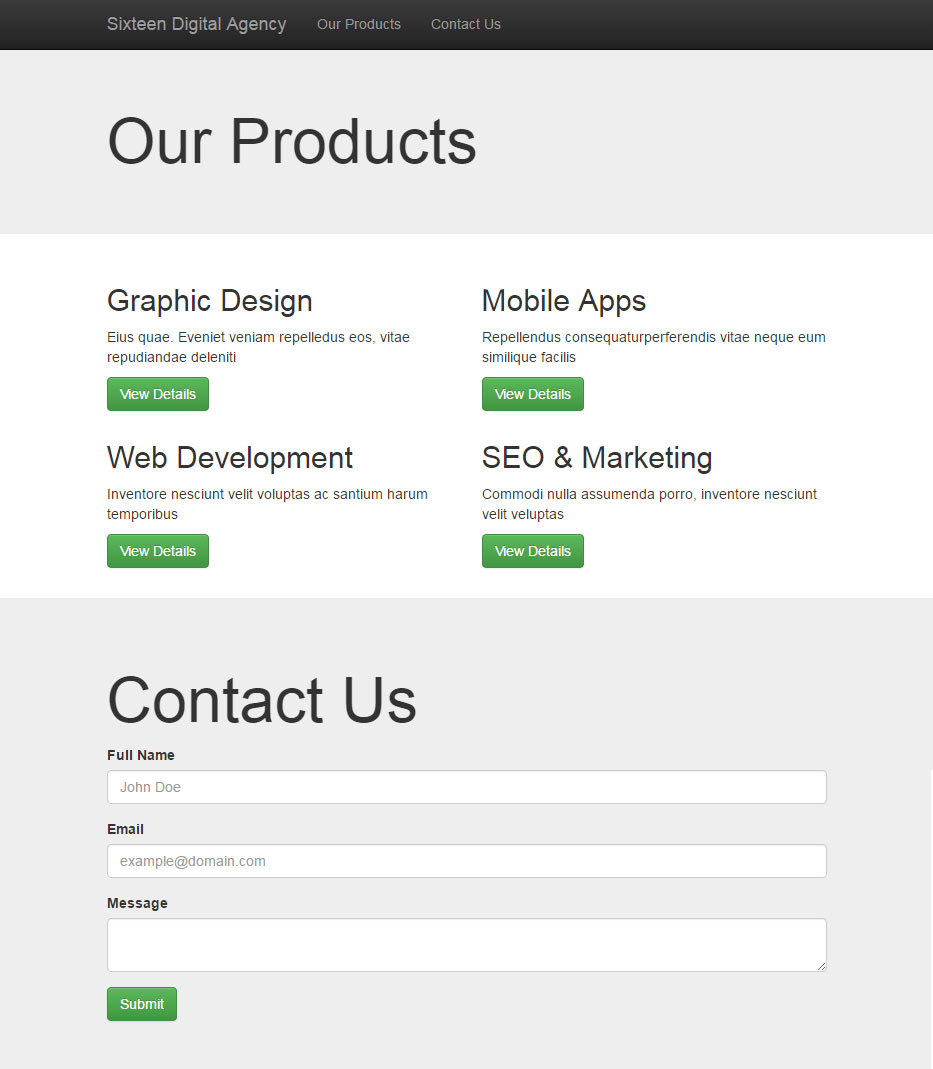 Sixteen Digital Agency Our Products Contact Us
Our Products
Graphic Design
Eius quae. Eveniet veniam repelledus eos, vitae
repudiandae deleniti
View Details
Mobile Apps
Repellendus consequaturperferendis vitae neque eum
similique facilis
View Details
Web Development
Inventore nesciunt velit voluptas ac santium harum
temporibus
View Details
SEO & Marketing
Commodi nulla assumenda porro, inventore nesciunt
velit veluptas
View Details
Contact Us
Full Name
John Doe
Email
example@domain.com
Message
Submit